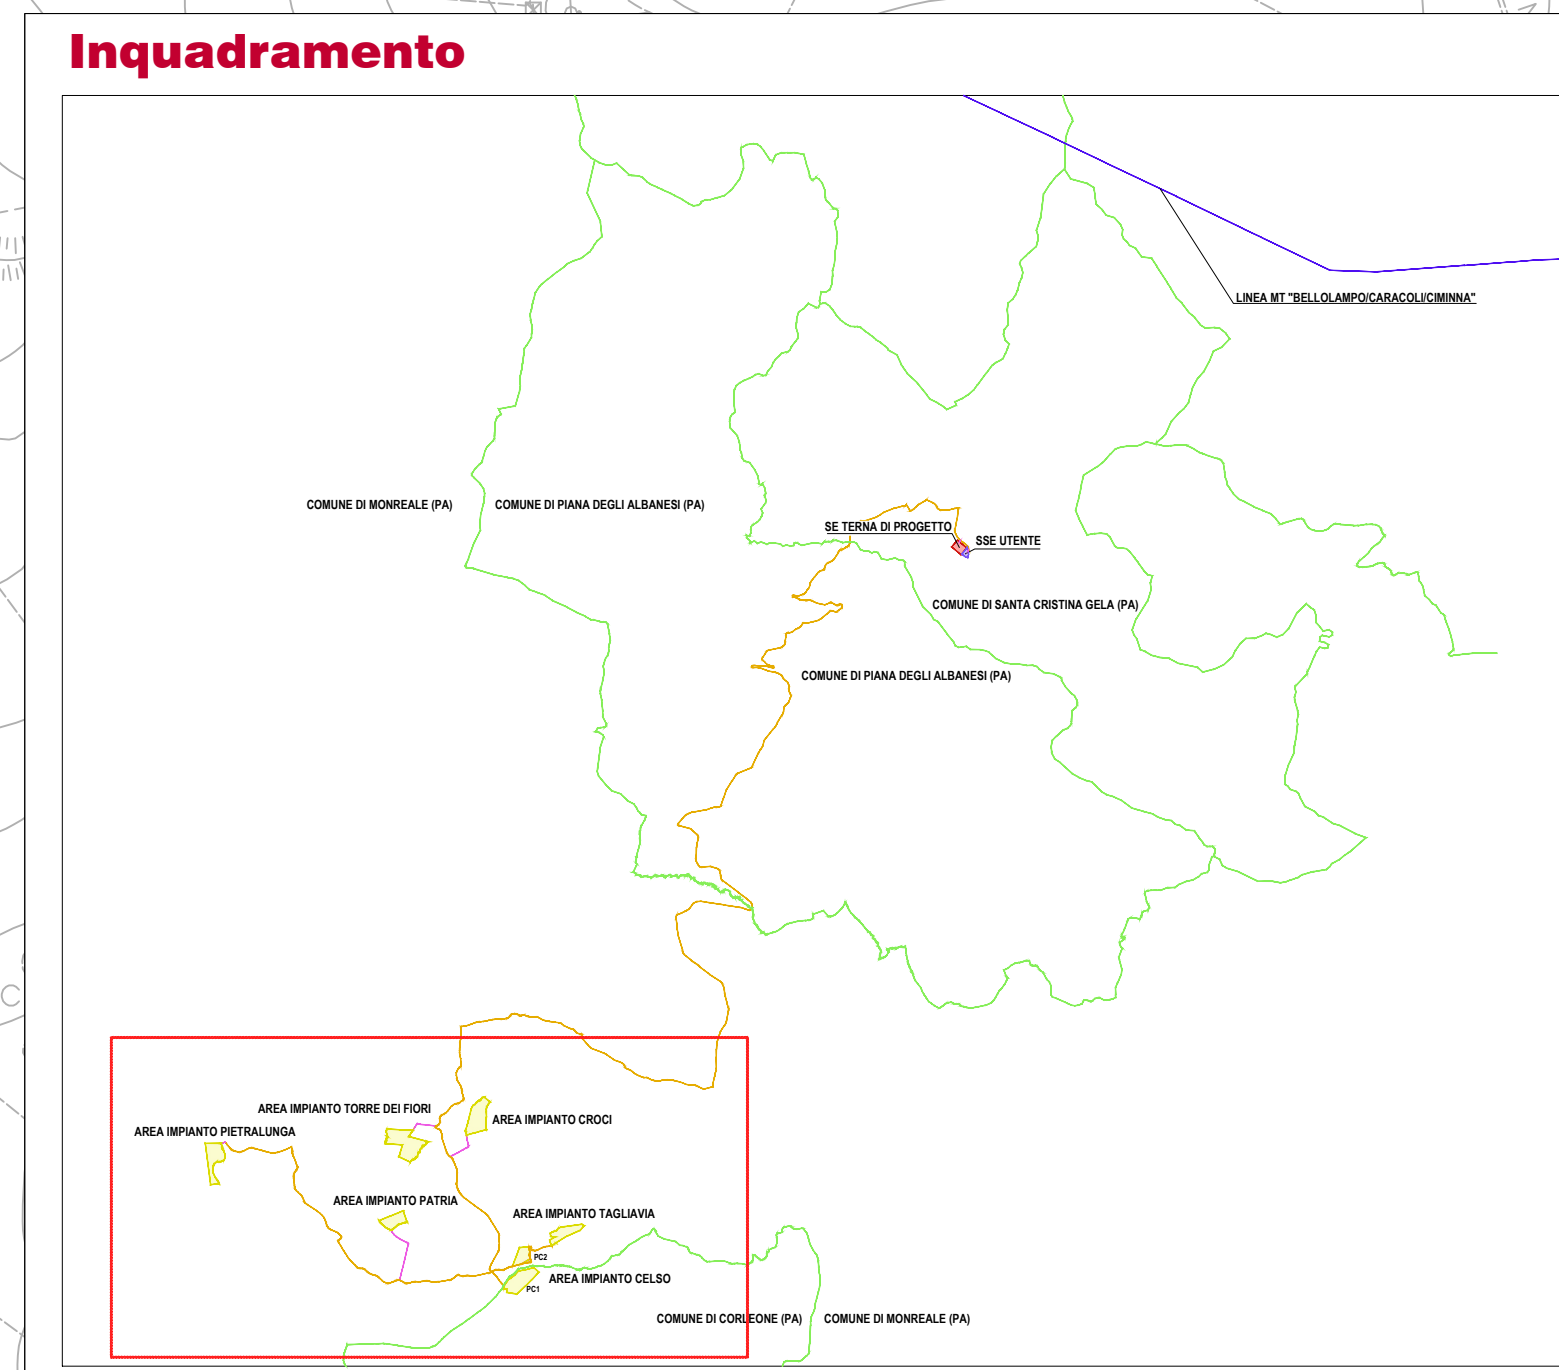 Inquadramento
LINEA MT "BELLOLAMPO/CARACOLI/CIMINNA"
COMUNE DI MONREALE (PA)
COMUNE DI PIANA DEGLI ALBANESI (PA)
SE TERNA DI PROGETTO
SSE UTENTE
COMUNE DI SANTA CRISTINA GELA (PA)
COMUNE DI PIANA DEGLI ALBANESI (PA)
AREA IMPIANTO TORRE DEI FIORI
AREA IMPIANTO CROCI
AREA IMPIANTO PIETRALUNGA
AREA IMPIANTO PATRIA
AREA IMPIANTO TAGLIAVIA
PC2
AREA IMPIANTO CELSO
PC1
COMUNE DI CORLEONE (PA)
COMUNE DI MONREALE (PA)